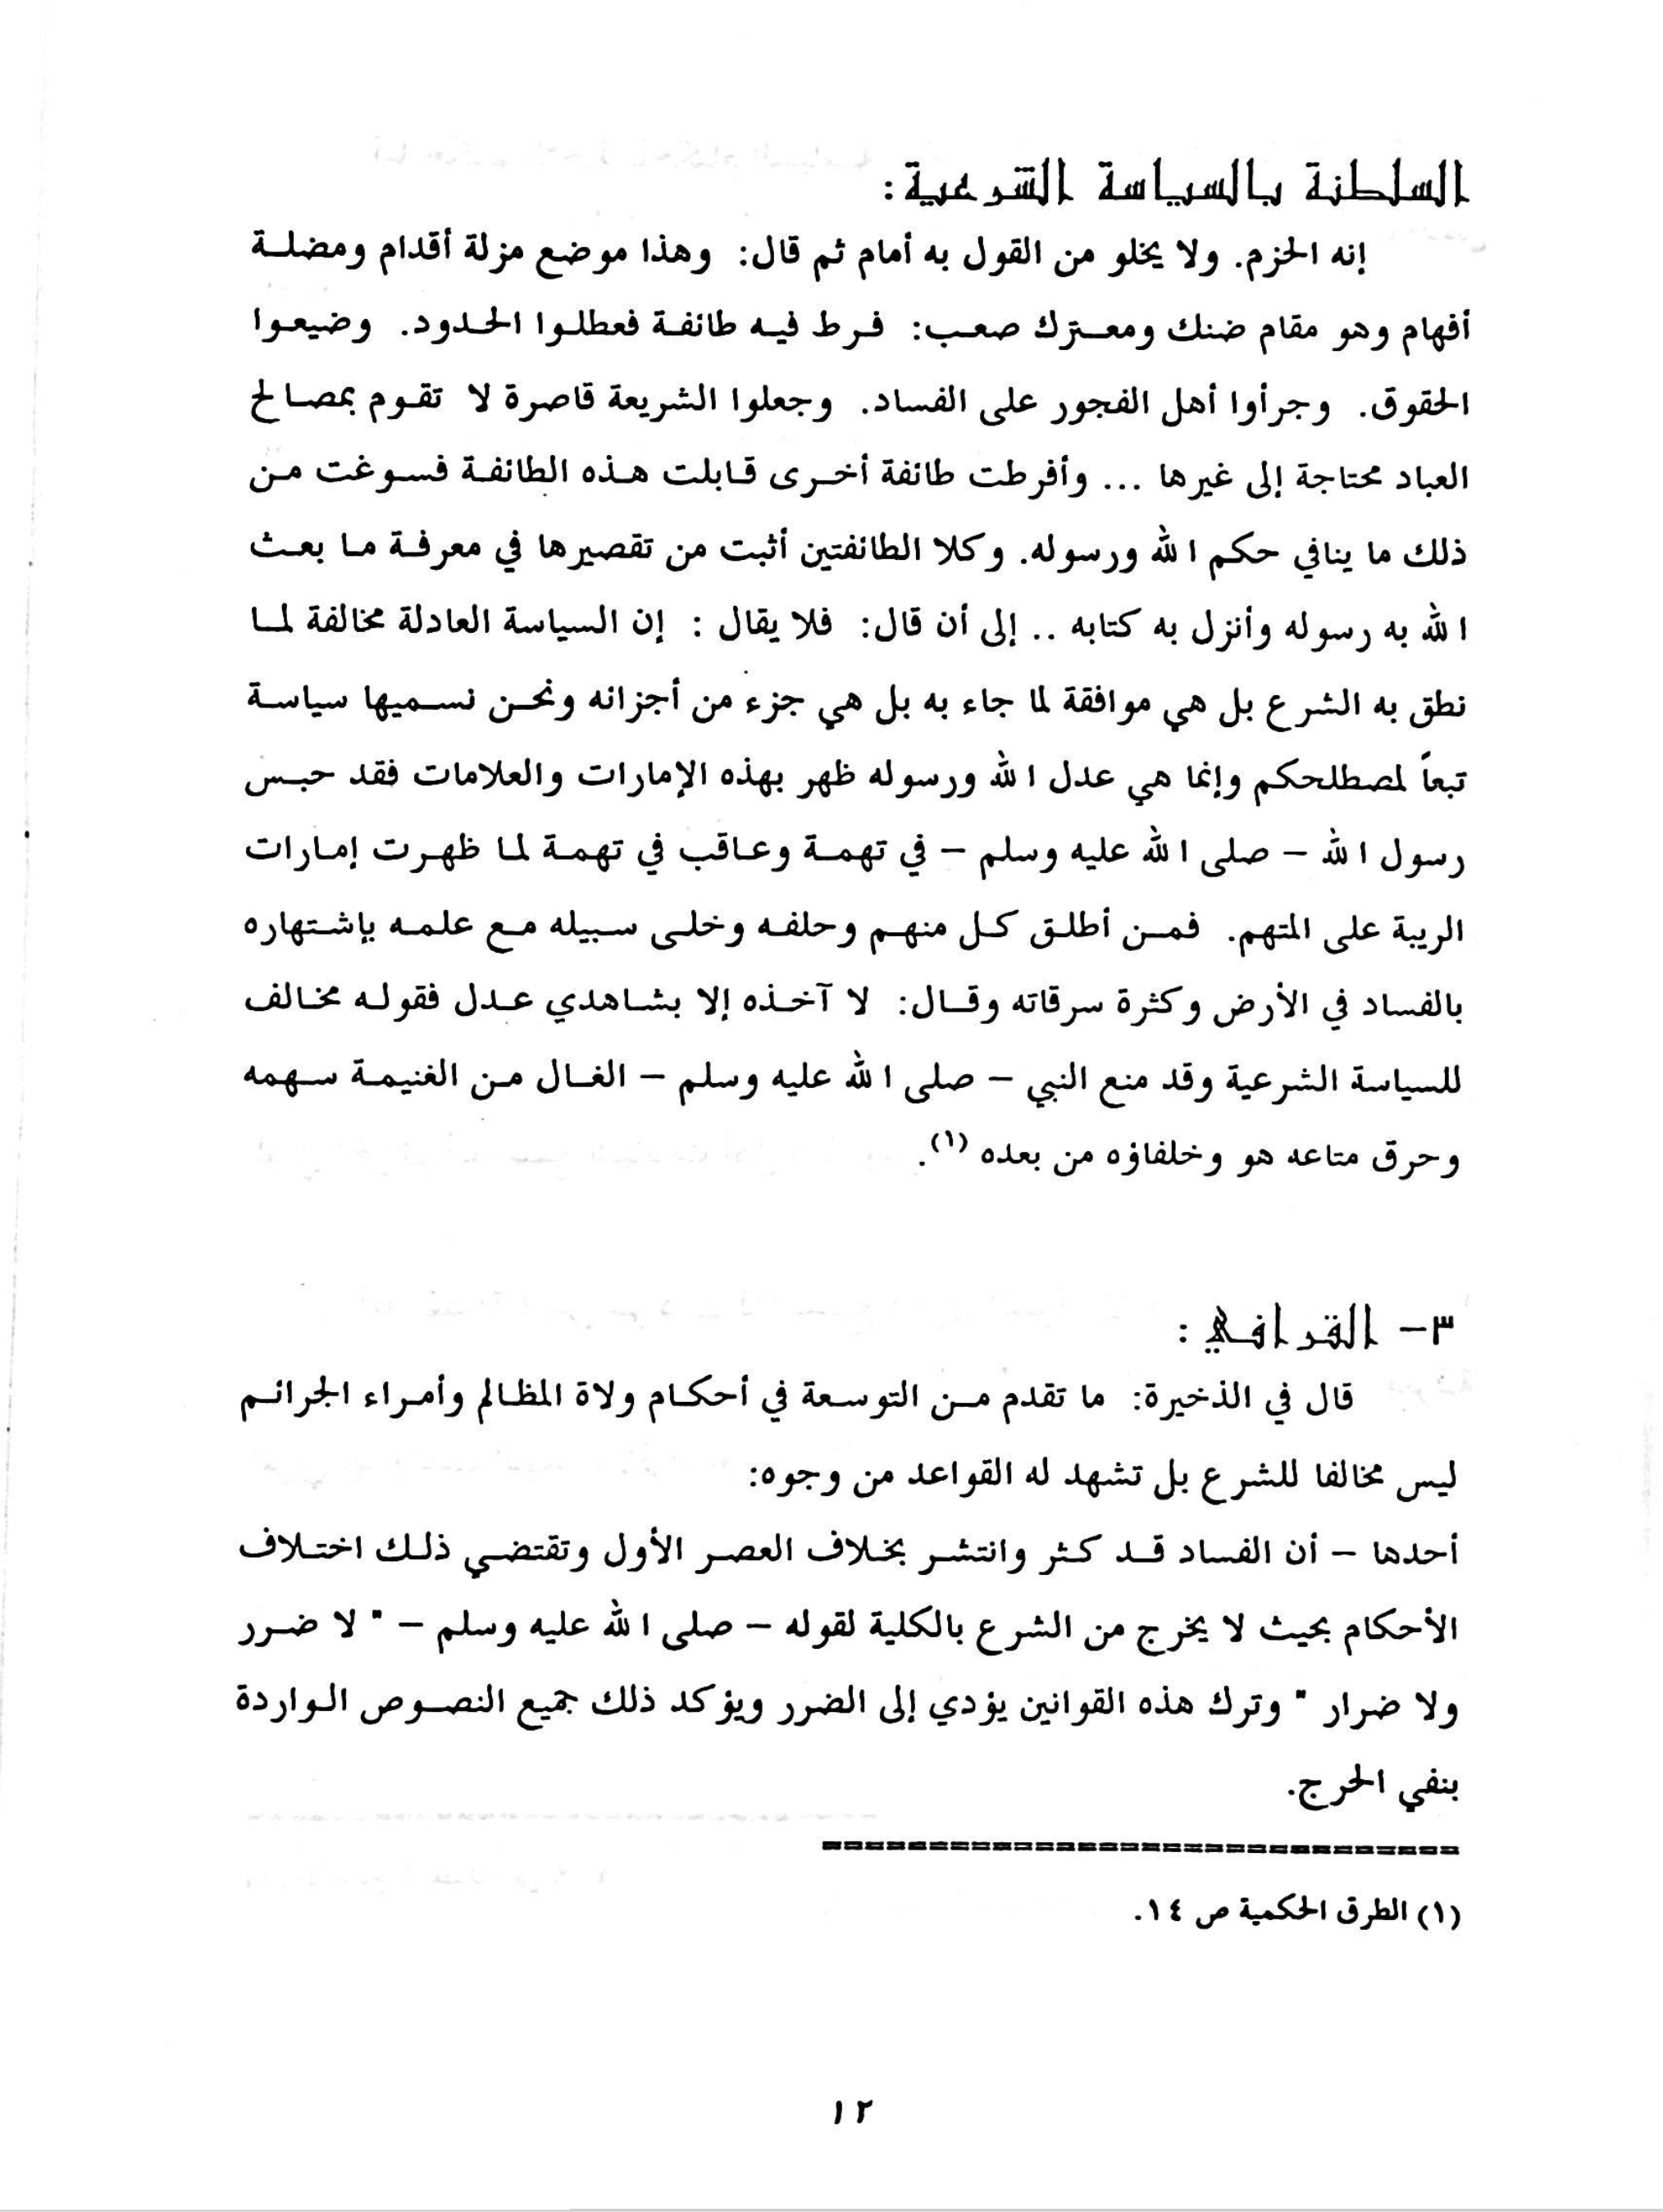 السلطنة بالسياسة الشرعية :
إنه الحزم. ولا يخلو من القول به أمام ثم قال: وهذا موضع مزلة أقدام ومضلة
أفهام وهو مقام ضنك ومعترك صعب: فرط فيه طائفة فعطلوا الحدود. وضيعوا
الحقوق. وجرأوا أهل الفجور على الفساد. وجعلوا الشريعة قاصرة لا تقوم بمصالح
العباد محتاجة إلى غيرها ... وأفرطت طائفة أخرى قابلت هذه الطائفة فسوغت من
ذلك ما ينافي حكم الله ورسوله. وكلا الطائفتين أثبت من تقصيرها في معرفة ما بعث
الله به رسوله وأنزل به كتابه .. إلى أن قال: فلا يقال : إن السياسة العادلة مخالفة لما
نطق به الشرع بل هي موافقة لما جاء به بل هي جزء من أجزائه ونحن نسميها سياسة
تبعاً لمصطلحكم وإنما هي عدل الله ورسوله ظهر بهذه الإمارات والعلامات فقد حبس
رسول الله – صلى الله عليه وسلم – في تهمة وعاقب في تهمة لما ظهرت إمارات
الريبة على المتهم. فمن أطلق كل منهم وحلفه وخلى سبيله مع علمه بإشتهاره
بالفساد في الأرض وكثرة سرقاته وقال: لا آخذه إلا بشاهدي عدل فقوله مخالف
للسياسة الشرعية وقد منع النبي – صلى الله عليه وسلم – الغال من الغنيمة سهمه
وحرق متاعه هو وخلفاؤه من بعده (١).
٣– القرافي :
قال في الذخيرة: ما تقدم من التوسعة في أحكام ولاة المظالم وأمراء الجرائم
ليس مخالفا للشرع بل تشهد له القواعد من وجوه:
أحدها – أن الفساد قد كثر وانتشر بخلاف العصر الأول وتقتضي ذلك اختلاف
الأحكام بحيث لا يخرج من الشرع بالكلية لقوله – صلى الله عليه وسلم – " لا ضرر
ولا ضرار " وترك هذه القوانين يؤدي إلى الضرر ويؤكد ذلك جميع النصوص الواردة
بنفي الحرج.
(١) الطرق الحكمية ص ١٤.
١٢